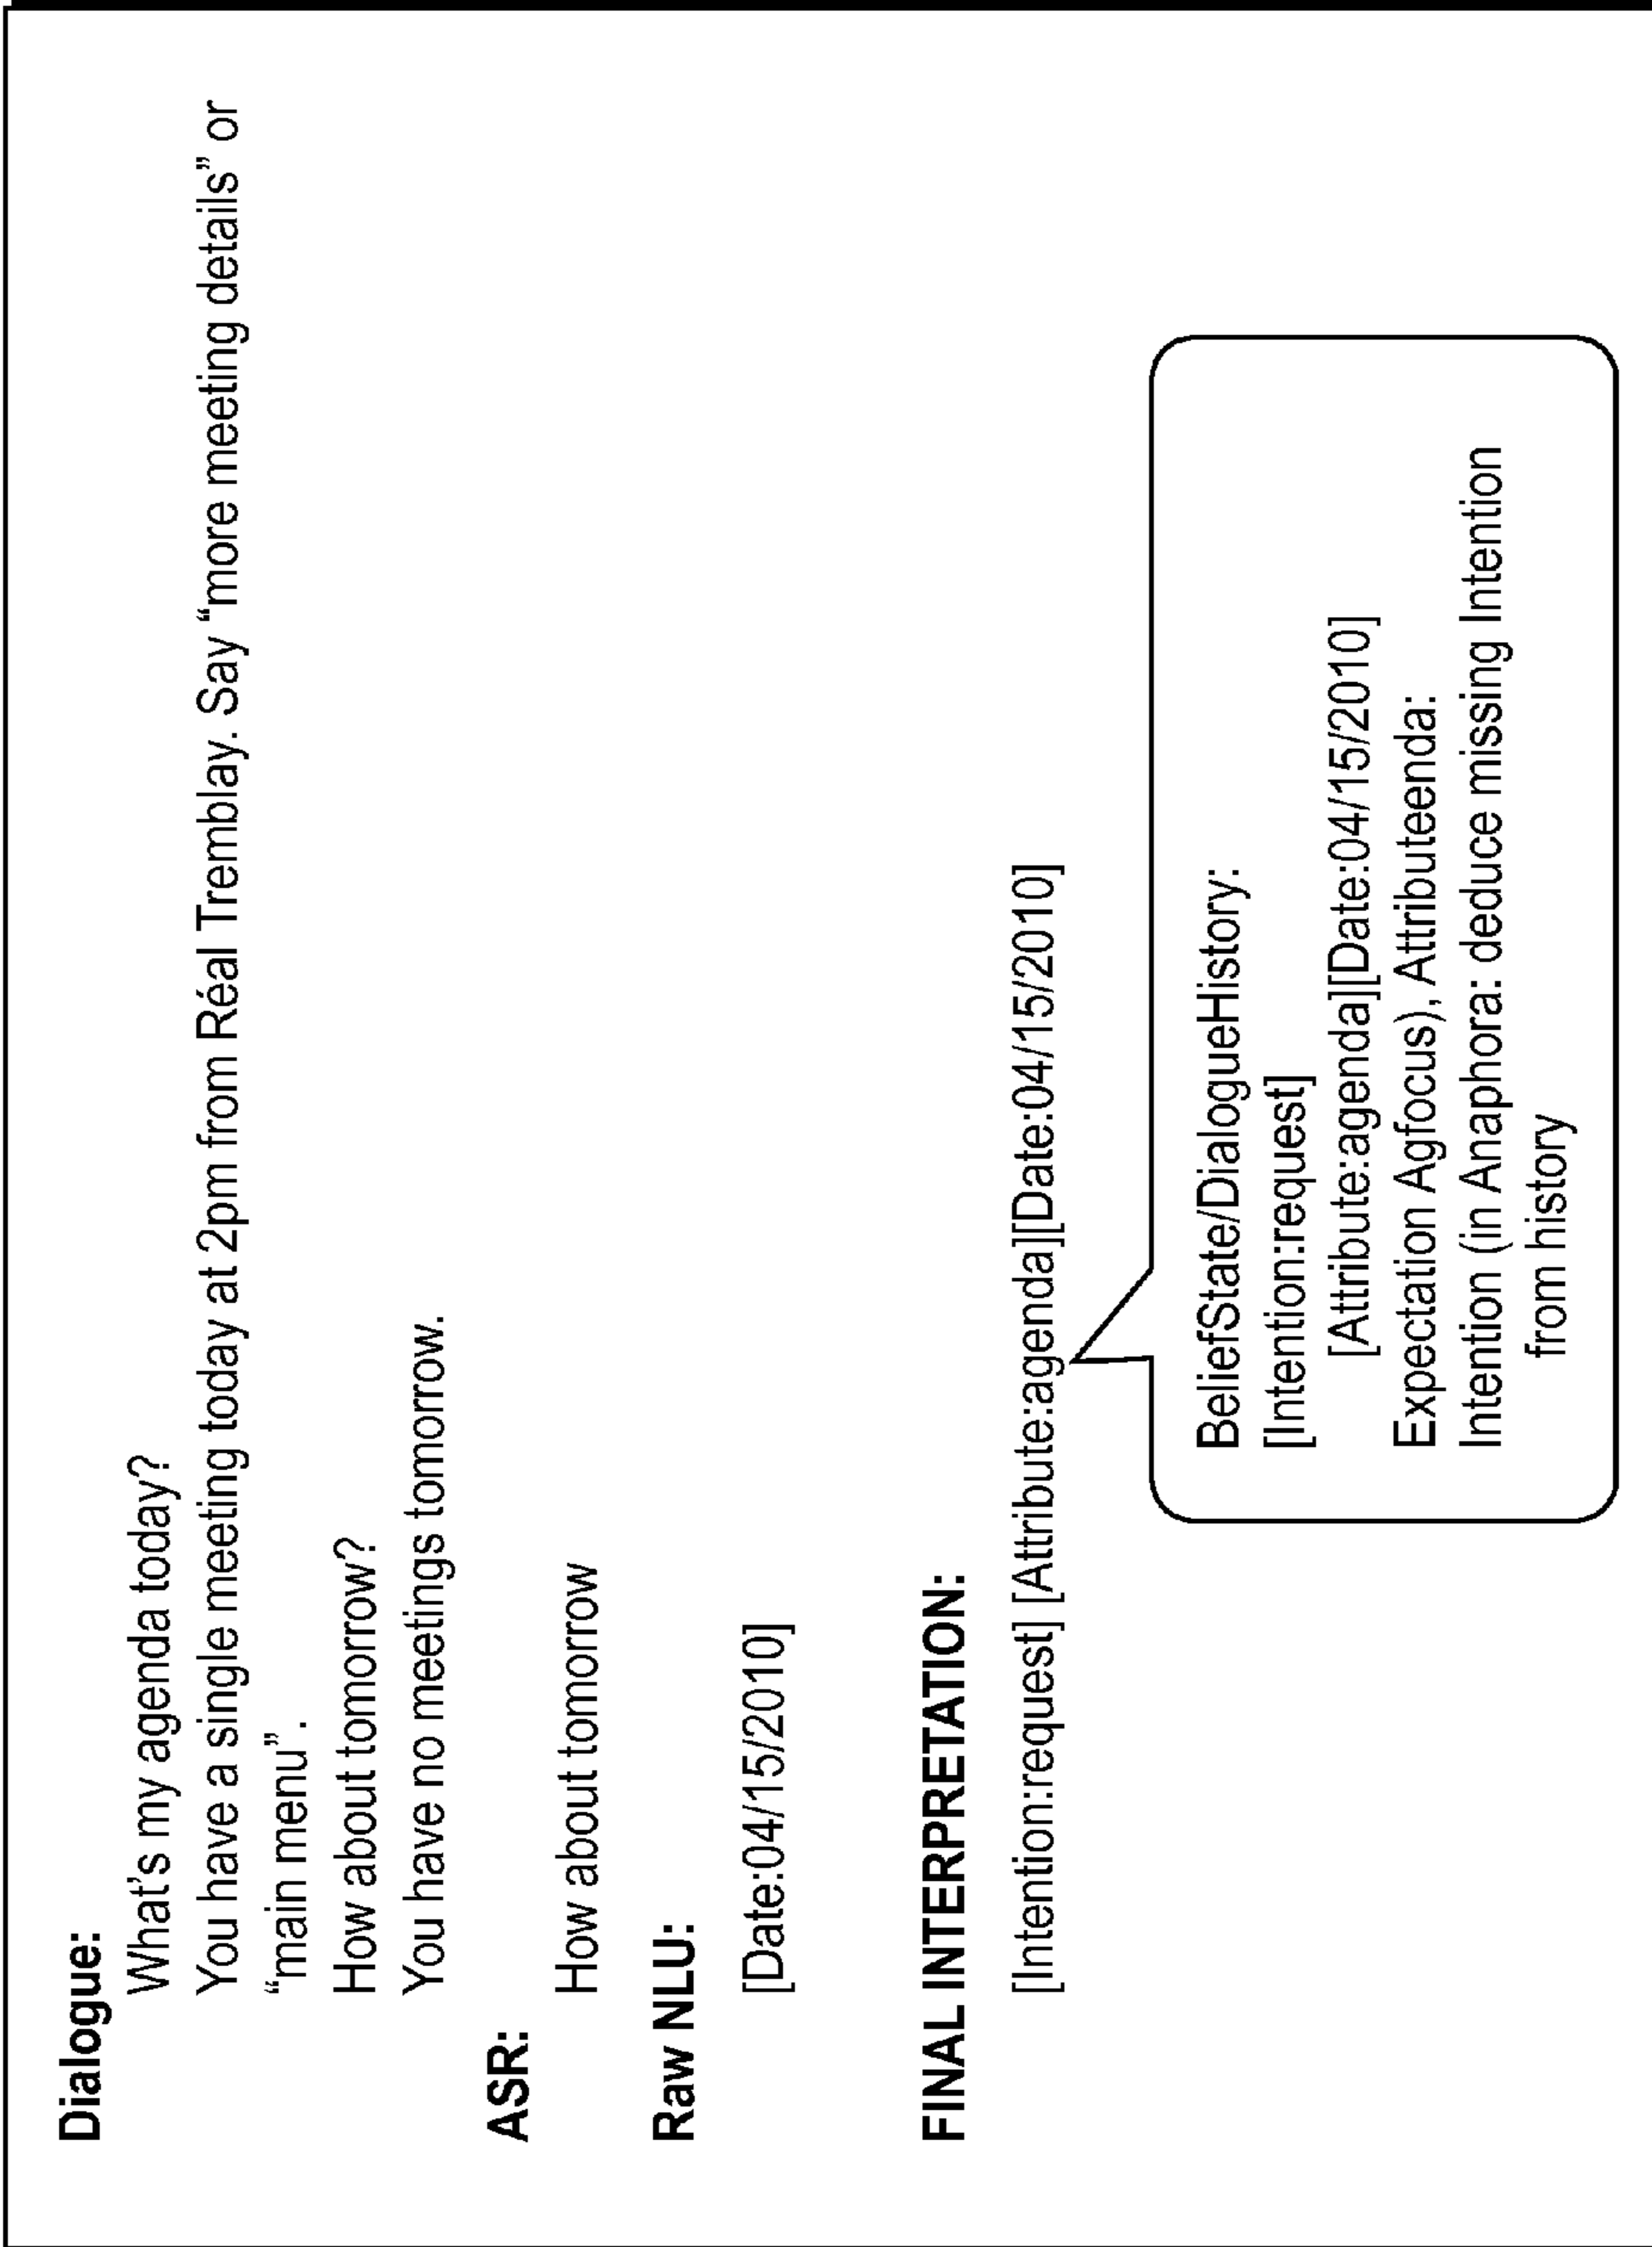 Dialogue:
What's my agenda today?
You have a single meeting today at 2pm from Réal Tremblay. Say “more meeting details” or
“main menu”.
How about tomorrow?
You have no meetings tomorrow.
ASR:
How about tomorrow
Raw NLU:
[Date:04/15/2010]
FINAL INTERPRETATION:
[Intention:request] [Attribute:agenda][Date:04/15/2010]
BeliefState/DialogueHistory:
[Intention:request]
[Attribute:agenda][Date:04/15/2010]
Expectation Agfocus), Attributeenda:
Intention (in Anaphora: deduce missing Intention
from history